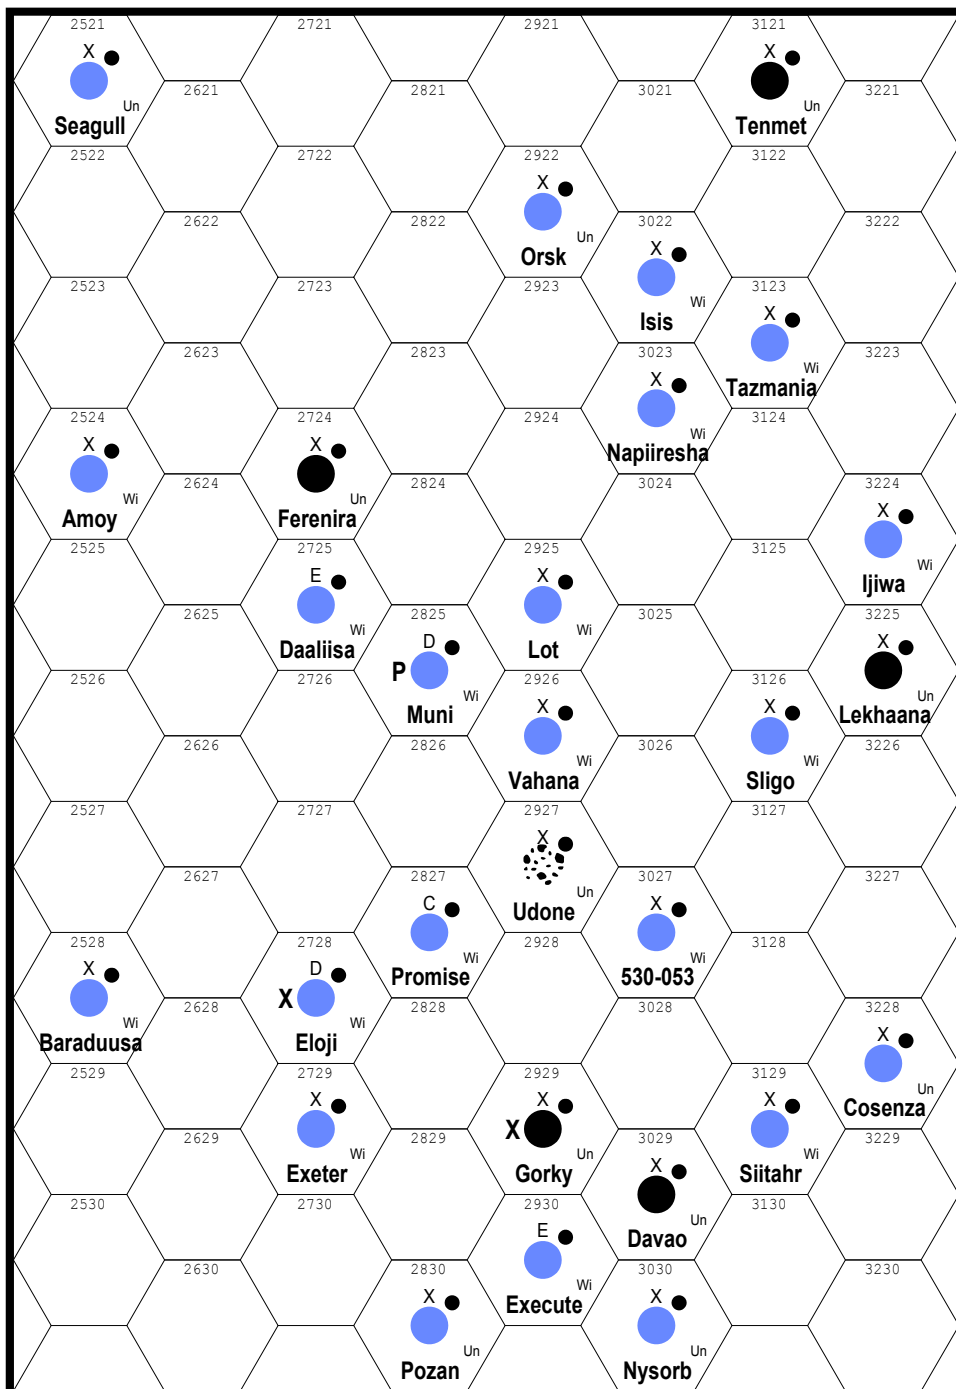 2521 2721 2921 3121
X X
2621 2821 3021 3221
Un Un
Seagull Tenmet
2522 2722 2922 3122
X
2622 2822 3022 3222
Un
Orsk X
2523 2723 2923 3123
Wi
Isis X
2623 2823 3023 3223
Wi
X Tazmania
2524 2724 2924 3124
Wi
X X Napiiresha
2624 2824 3024 3224
Wi Un
Amoy Ferenira X
2525 2725 2925 3125
Wi
E X Ijiwa
2625 2825 3025 3225
Wi Wi
Daaliisa D Lot X
2526 2726 P 2926 3126
Wi Un
X X
Muni Lekhaana
2626 2826 3026 3226
Wi Wi
Vahana Sligo
2527 2727 2927 3127
X
2627 2827 3027 3227
Un
C Udone X
2528 2728 2928 3128
Wi Wi
X D Promise 530-053
X
2628 2828 3028 3228
Wi Wi
Baraduusa Eloji X
2529 2729 2929 3129
Un
X X X Cosenza
X
2629 2829 3029 3229
Wi Un Wi
Exeter Gorky X Siitahr
2530 2730 2930 3130
Un
E Davao
2630 2830 3030 3230
Wi
X Execute X
Un Un
Pozan Nysorb